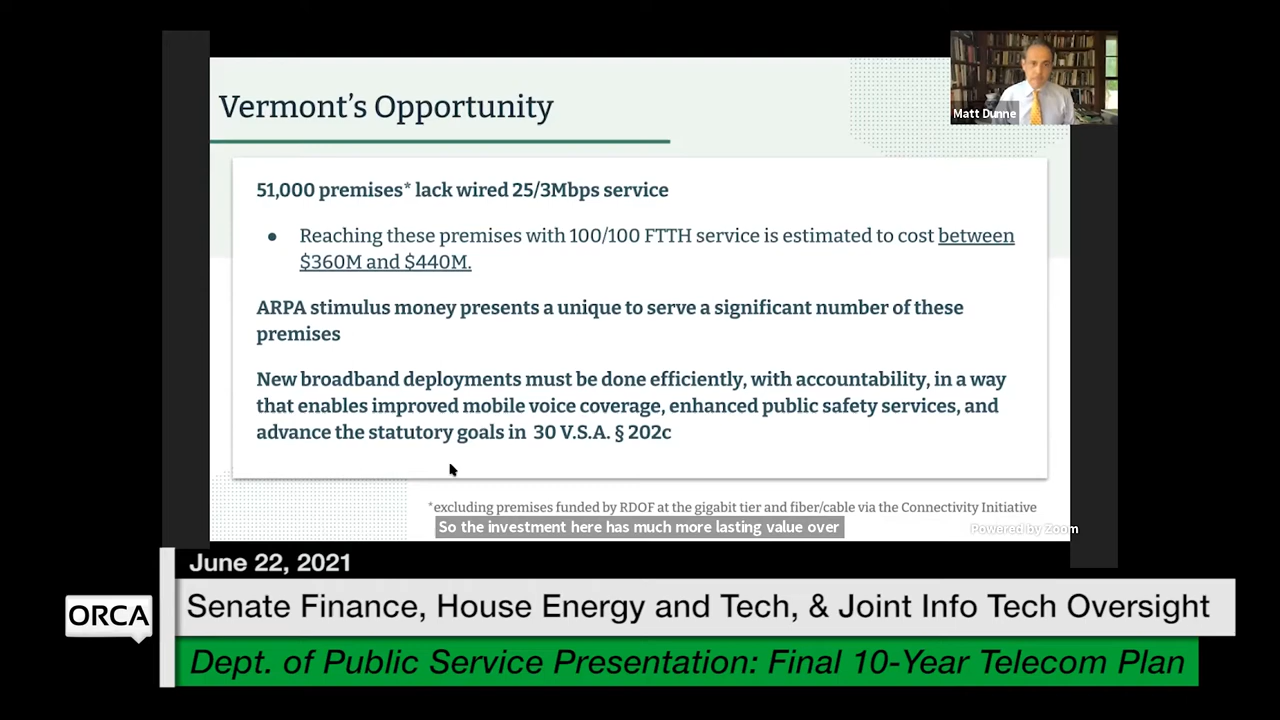 Vermont's Opportunity
Matt Dunne
51,000 premises* lack wired 25/3Mbps service
● Reaching these premises with 100/100 FTTH service is estimated to cost between
$360M and $440M.
ARPA stimulus money presents a unique to serve a significant number of these
premises
New broadband deployments must be done efficiently, with accountability, in a way
that enables improved mobile voice coverage, enhanced public safety services, and
advance the statutory goals in 30 V.S.A. § 202c
*excluding premises funded by RDOF at the gigabit tier and fiber/cable via the Connectivity Initiative
So the investment here has much more lasting value over
Powered by Zoom
June 22, 2021
ORCA
Senate Finance, House Energy and Tech, & Joint Info Tech Oversight
Dept. of Public Service Presentation: Final 10-Year Telecom Plan